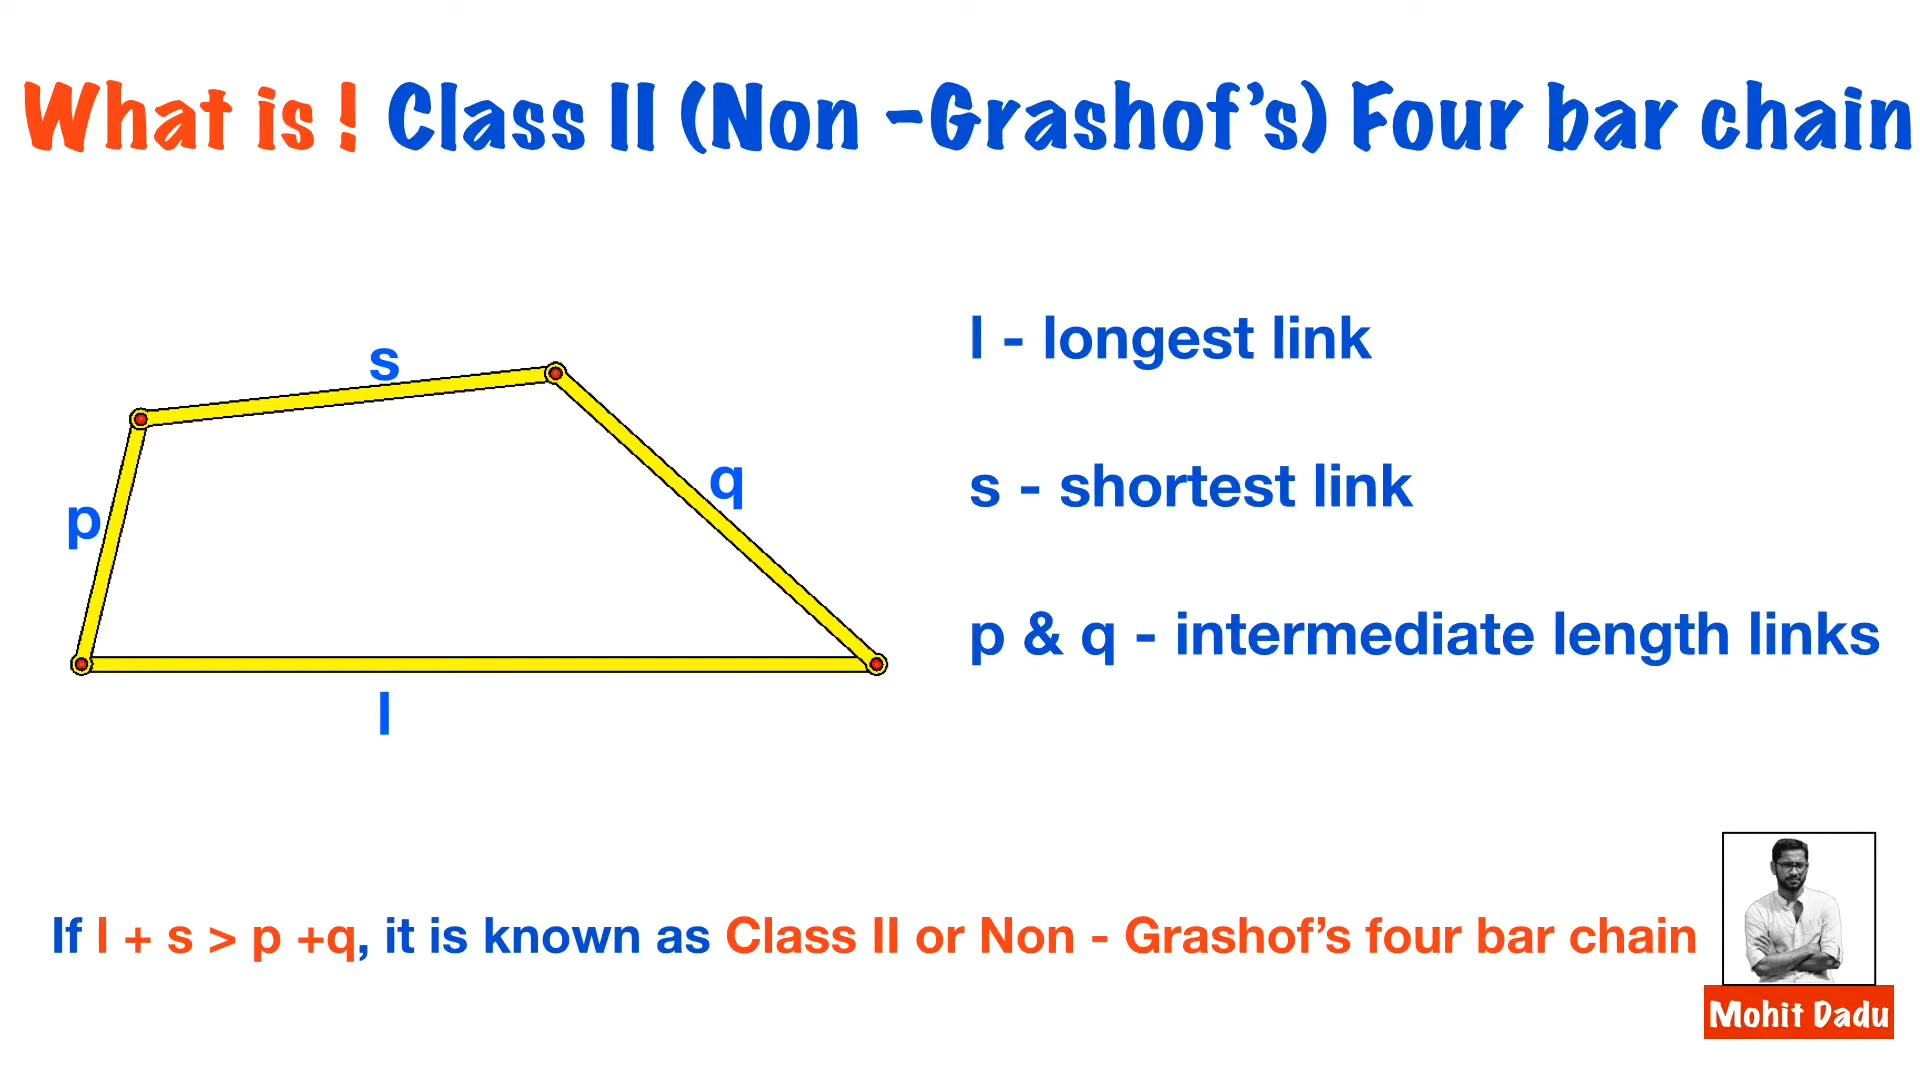 What is ! Class II (Non -Grashof's) Four bar chain
s
p
q
l
l - longest link
s - shortest link
p & q - intermediate length links
If l + s > p +q, it is known as Class II or Non - Grashof's four bar chain
Mohit Dadu